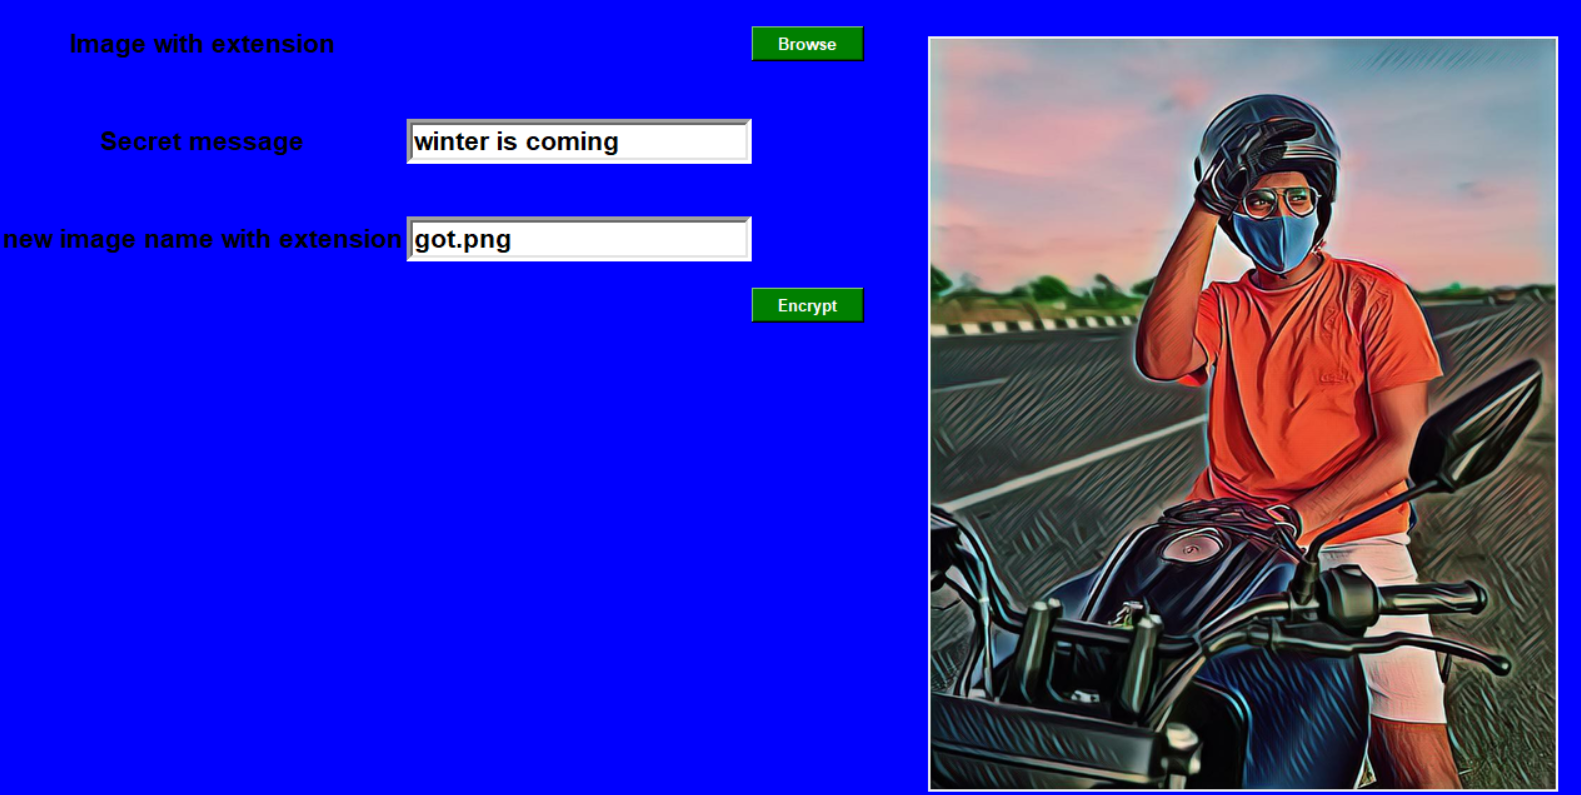 Image with extension
Browse
Secret message
winter is coming
new image name with extension
got.png
Encrypt